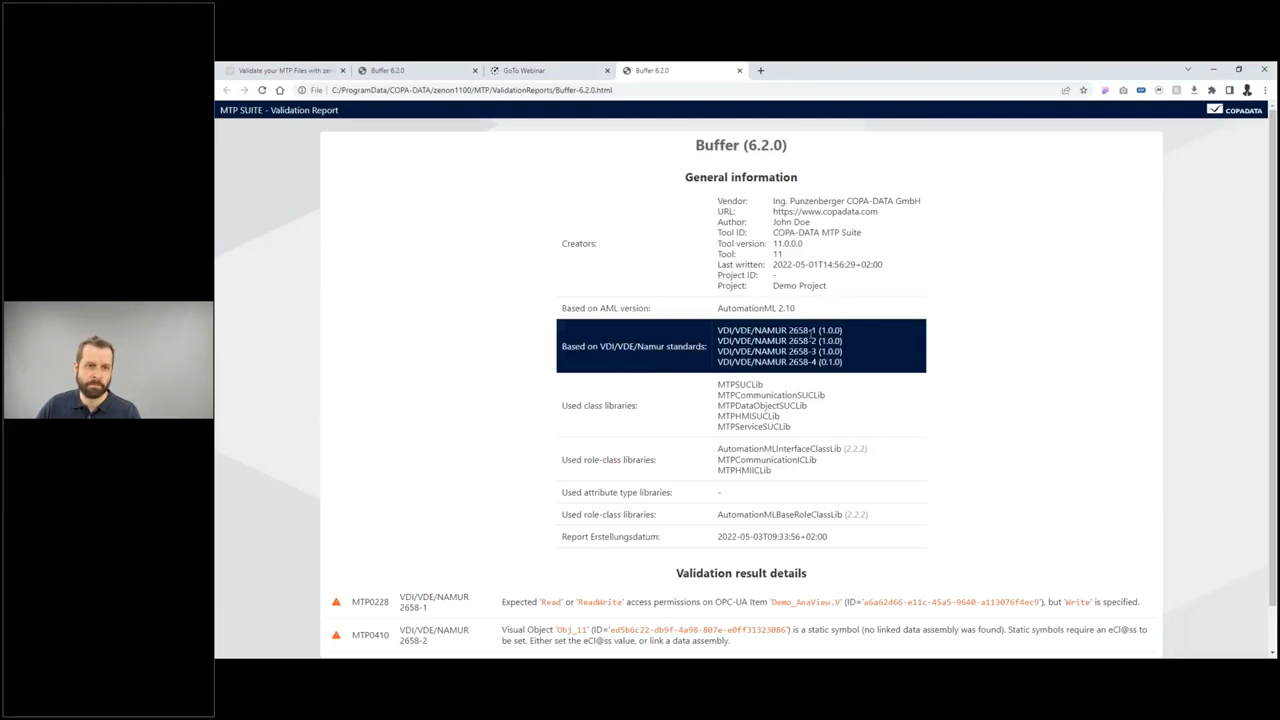 Validate your MTP Files with zen
Buffer 6.2.0
GoTo Webinar
Buffer 6.2.0
File
C:/ProgramData/COPA-DATA/zenon1100/MTP/ValidationReports/Buffer-6.2.0.html
MTP SUITE - Validation Report
COPADATA
Buffer (6.2.0)
General information
Creators:
Vendor: Ing. Punzenberger COPA-DATA GmbH
URL: https://www.copadata.com
Author: John Doe
Tool ID: COPA-DATA MTP Suite
Tool version: 11.0.0.0
Tool: 11
Last written: 2022-05-01T14:56:29+02:00
Project ID: -
Project: Demo Project
Based on AML version: AutomationML 2.10
Based on VDI/VDE/Namur standards:
VDI/VDE/NAMUR 2658-1 (1.0.0)
VDI/VDE/NAMUR 2658-2 (1.0.0)
VDI/VDE/NAMUR 2658-3 (1.0.0)
VDI/VDE/NAMUR 2658-4 (0.1.0)
Used class libraries:
MTPSUCLib
MTPCommunicationSUCLib
MTPDataObjectSUCLib
MTPHMISUCLib
MTPServiceSUCLib
Used role-class libraries:
AutomationMLInterfaceClassLib (2.2.2)
MTPCommunicationICLib
MTPHMIICLib
Used attribute type libraries: -
Used role-class libraries: AutomationMLBaseRoleClassLib (2.2.2)
Report Erstellungsdatum: 2022-05-03T09:33:56+02:00
Validation result details
MTP0228
VDI/VDE/NAMUR
2658-1
Expected 'Read' or 'ReadWrite' access permissions on OPC-UA Item 'Demo_AnaView.V' (ID='a6a62d66-e11c-45a5-9640-a113076f4ec9'), but 'Write' is specified.
MTP0410
VDI/VDE/NAMUR
2658-2
Visual Object 'Obj_11' (ID='ed5b6c22-db9f-4a98-807e-e0ff31323086') is a static symbol (no linked data assembly was found). Static symbols require an eCl@ss to
be set. Either set the eCl@ss value, or link a data assembly.